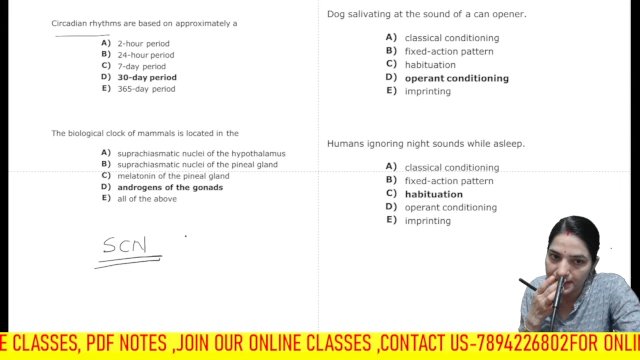 Circadian rhythms are based on approximately a
A) 2-hour period
B) 24-hour period
C) 7-day period
D) 30-day period
E) 365-day period
The biological clock of mammals is located in the
A) suprachiasmatic nuclei of the hypothalamus
B) suprachiasmatic nuclei of the pineal gland
C) melatonin of the pineal gland
D) androgens of the gonads
E) all of the above
SCN
Dog salivating at the sound of a can opener.
A) classical conditioning
B) fixed-action pattern
C) habituation
D) operant conditioning
E) imprinting
Humans ignoring night sounds while asleep.
A) classical conditioning
B) fixed-action pattern
C) habituation
D) operant conditioning
E) imprinting
E CLASSES, PDF NOTES ,JOIN OUR ONLINE CLASSES ,CONTACT US-7894226802FOR ONLI